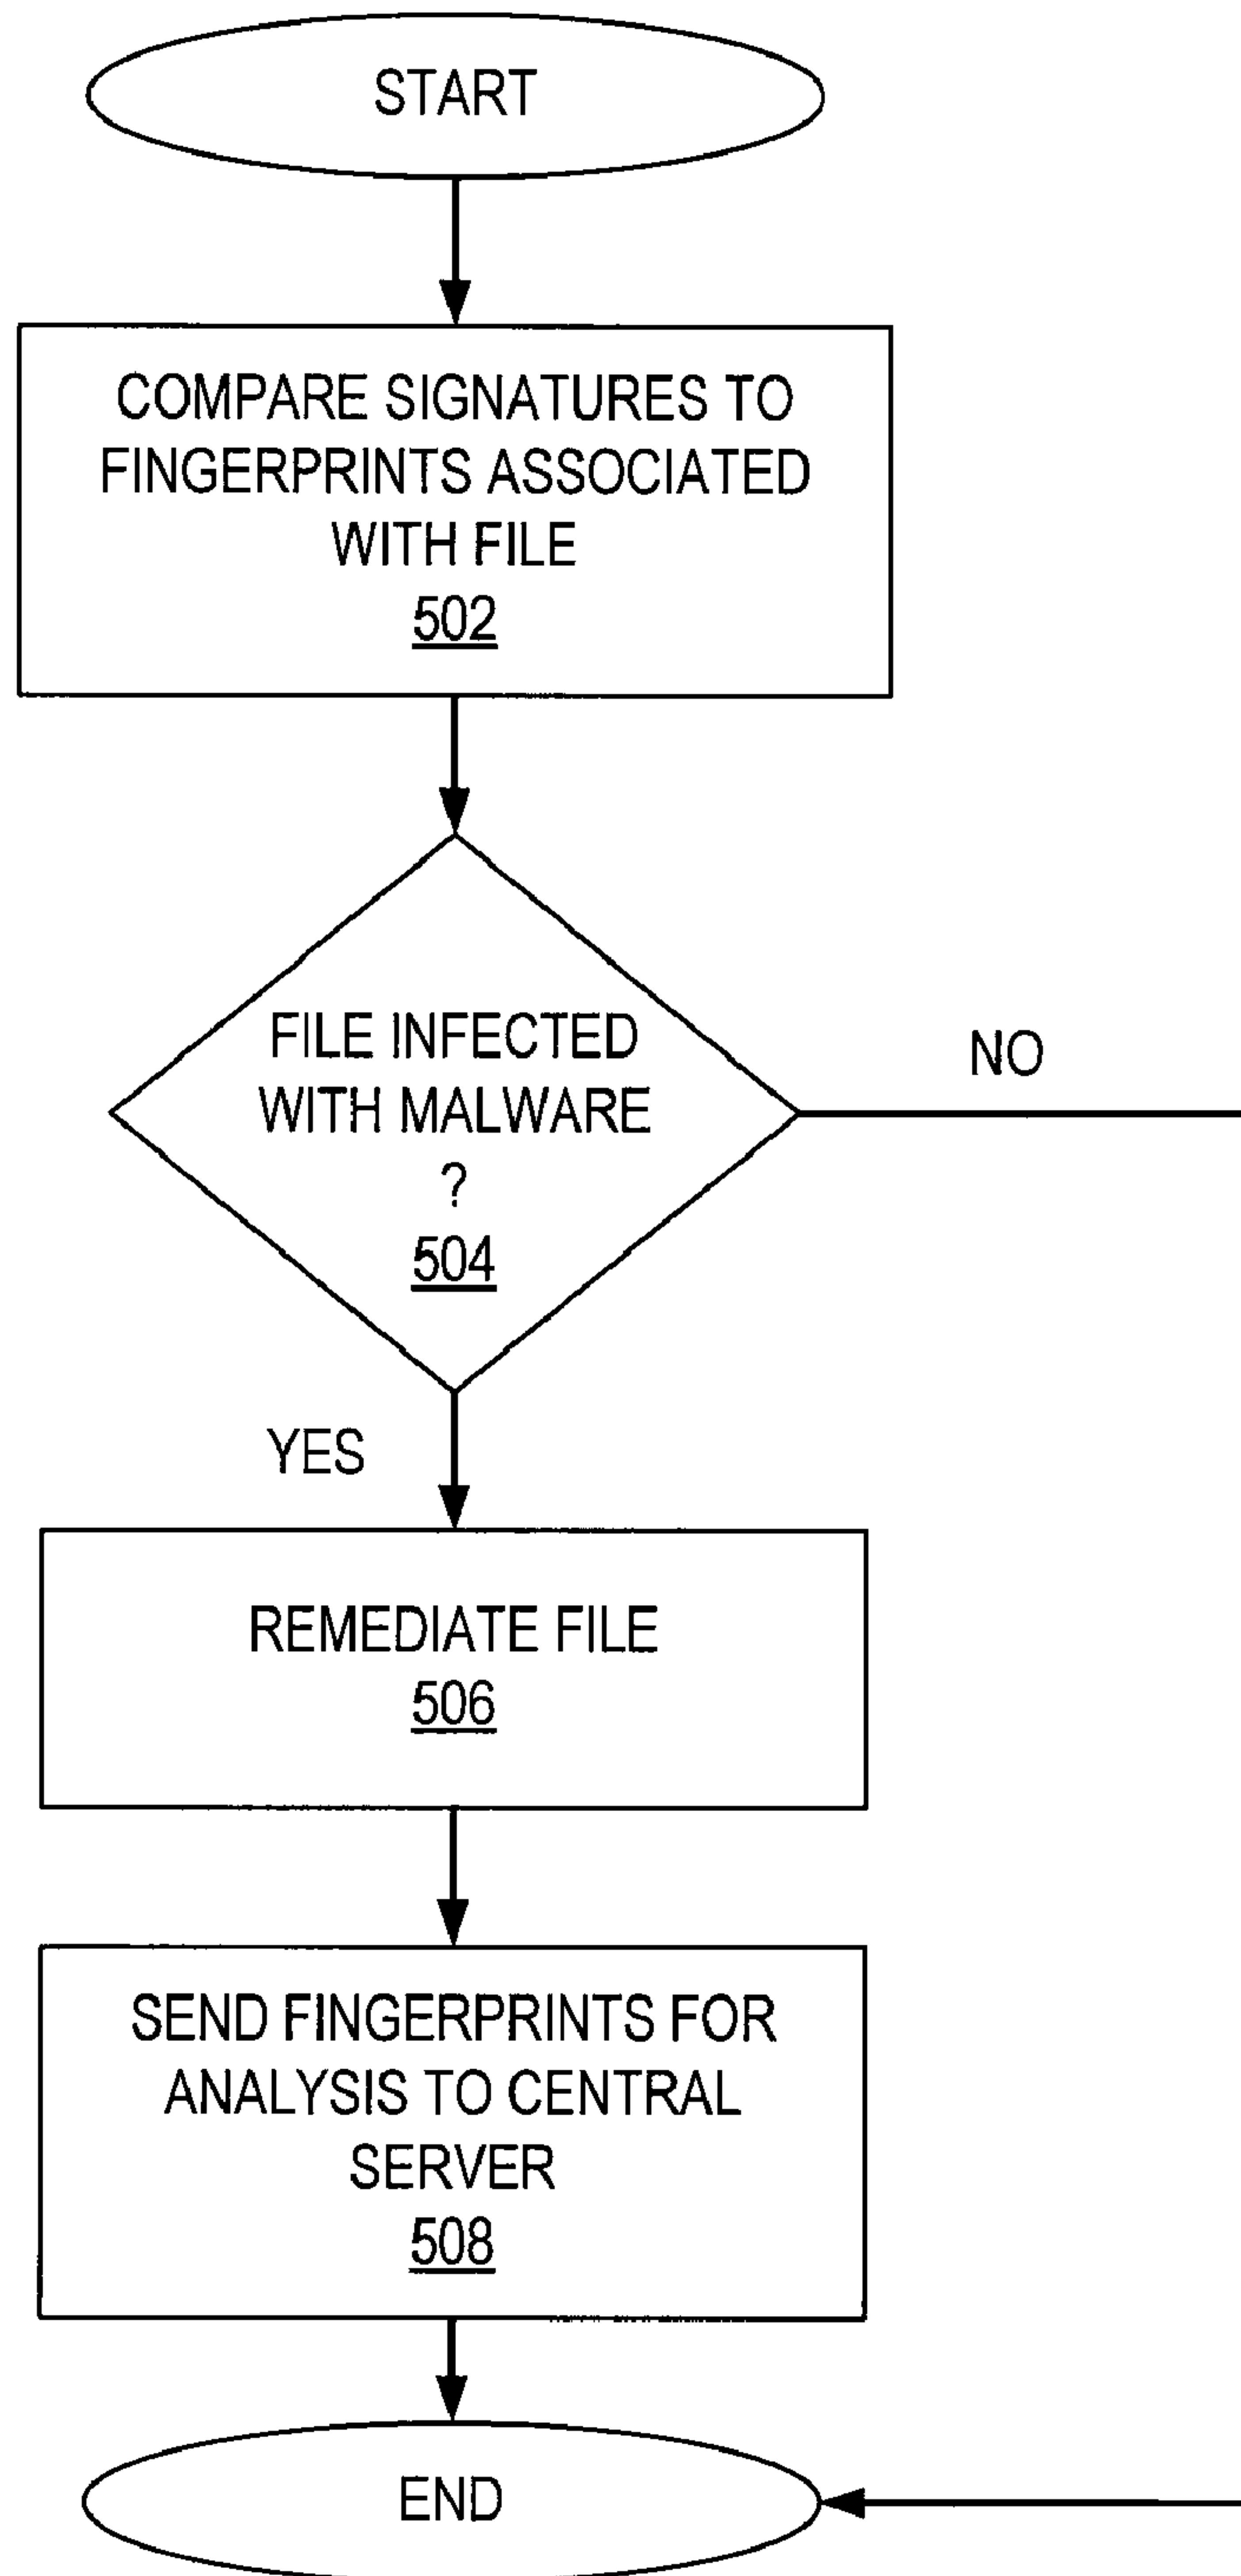 START
COMPARE SIGNATURES TO
FINGERPRINTS ASSOCIATED
WITH FILE
502
FILE INFECTED
WITH MALWARE
?
504
NO
YES
REMEDIATE FILE
506
SEND FINGERPRINTS FOR
ANALYSIS TO CENTRAL
SERVER
508
END